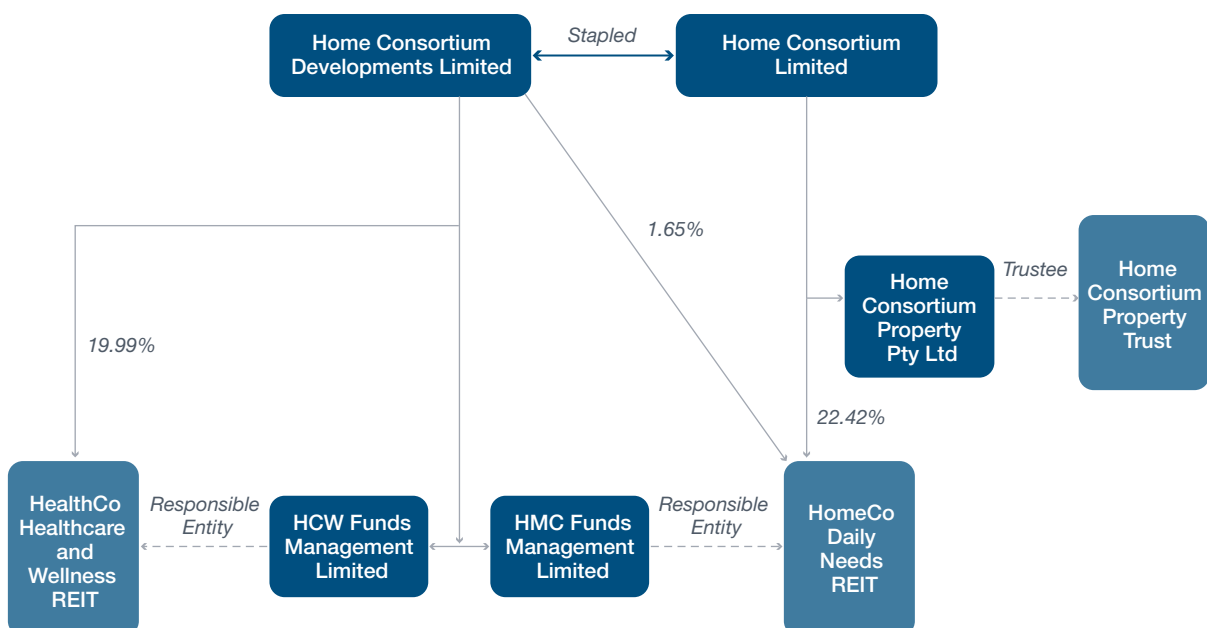 Home Consortium
Developments Limited
Stapled
Home Consortium
Limited
1.65%
Home
Consortium
Property
Pty Ltd
Trustee
Home
Consortium
Property
Trust
19.99%
22.42%
HealthCo
Healthcare
and
Wellness
REIT
Responsible
Entity
HCW Funds
Management
Limited
HMC Funds
Management
Limited
Responsible
Entity
HomeCo
Daily
Needs
REIT